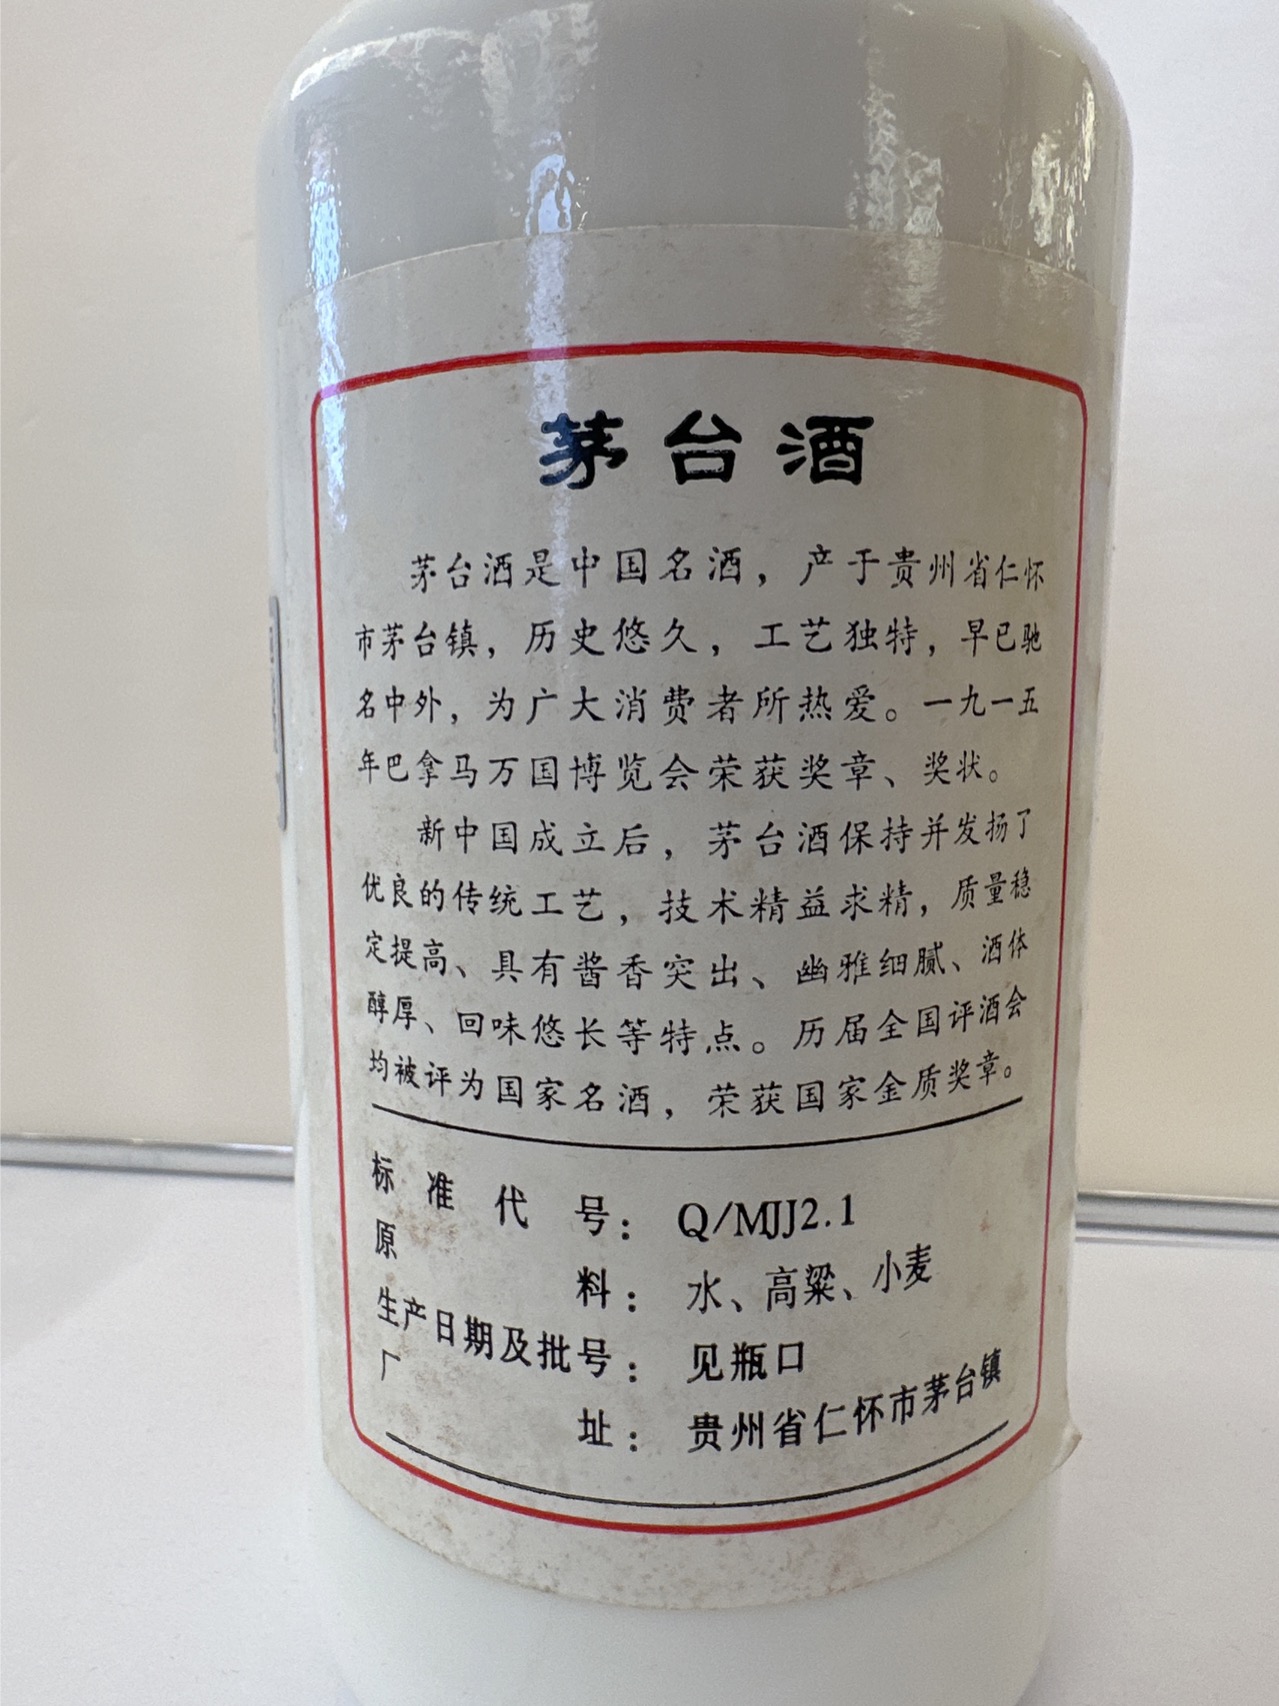 茅台酒
茅台酒是中国名酒，产于贵州省仁怀
市茅台镇，历史悠久，工艺独特，早已驰
名中外，为广大消费者所热爱。一九一五
年巴拿马万国博览会荣获奖章、奖状。
新中国成立后，茅台酒保持并发扬了
优良的传统工艺，技术精益求精，质量稳
定提高、具有酱香突出、幽雅细腻、酒体
醇厚、回味悠长等特点。历届全国评酒会
均被评为国家名酒，荣获国家金质奖章。
标准代号：Q/MJJ2.1
原料：水、高粱、小麦
生产日期及批号：见瓶口
厂址：贵州省仁怀市茅台镇